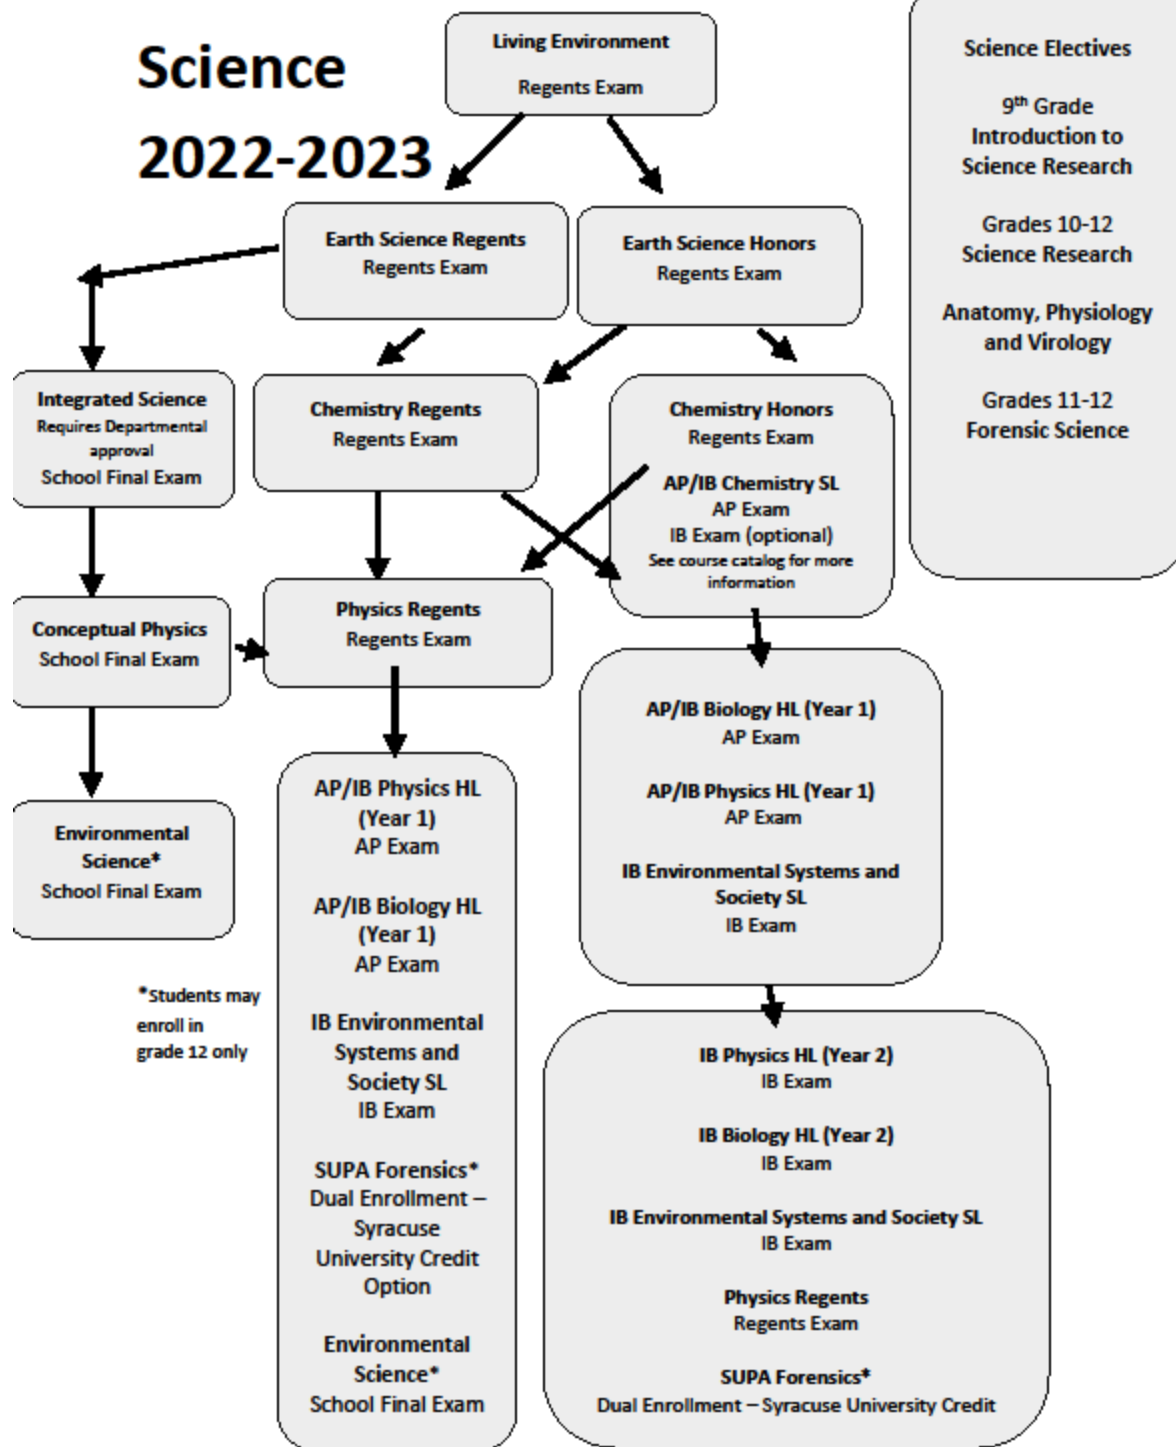 Science
2022-2023
Living Environment
Regents Exam
Science Electives
9th Grade
Introduction to
Science Research
Grades 10-12
Science Research
Anatomy, Physiology
and Virology
Grades 11-12
Forensic Science
Earth Science Regents
Regents Exam
Earth Science Honors
Regents Exam
Integrated Science
Requires Departmental
approval
School Final Exam
Chemistry Regents
Regents Exam
Chemistry Honors
Regents Exam
AP/IB Chemistry SL
AP Exam
IB Exam (optional)
See course catalog for more
information
Conceptual Physics
School Final Exam
Physics Regents
Regents Exam
AP/IB Biology HL (Year 1)
AP Exam
AP/IB Physics HL (Year 1)
AP Exam
IB Environmental Systems and
Society SL
IB Exam
Environmental
Science*
School Final Exam
*Students may
enroll in
grade 12 only
AP/IB Physics HL
(Year 1)
AP Exam
AP/IB Biology HL
(Year 1)
AP Exam
IB Environmental
Systems and
Society SL
IB Exam
SUPA Forensics*
Dual Enrollment –
Syracuse
University Credit
Option
Environmental
Science*
School Final Exam
IB Physics HL (Year 2)
IB Exam
IB Biology HL (Year 2)
IB Exam
IB Environmental Systems and Society SL
IB Exam
Physics Regents
Regents Exam
SUPA Forensics*
Dual Enrollment – Syracuse University Credit